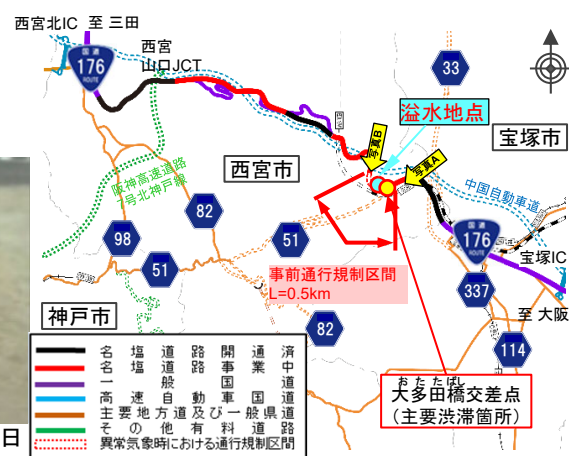 西宮北IC 至 三田
国道
176
ROUTE
西宮
山口JCT
33
溢水地点
写真B
写真A
宝塚市
西宮市
阪神高速道路
号北神戸線
中国自動車道
82
98
51
51
国道
176
ROUTE
宝塚IC
事前通行規制区間
L=0.5km
337
至 大阪
神戸市
82
114
おおたたばし
大多田橋交差点
（主要渋滞箇所）
名塩道路開通済
名塩道路事業中
一般国道
高速自動車国道
主要地方道及び一般県道
その他有料道路
異常気象時における通行規制区間
日